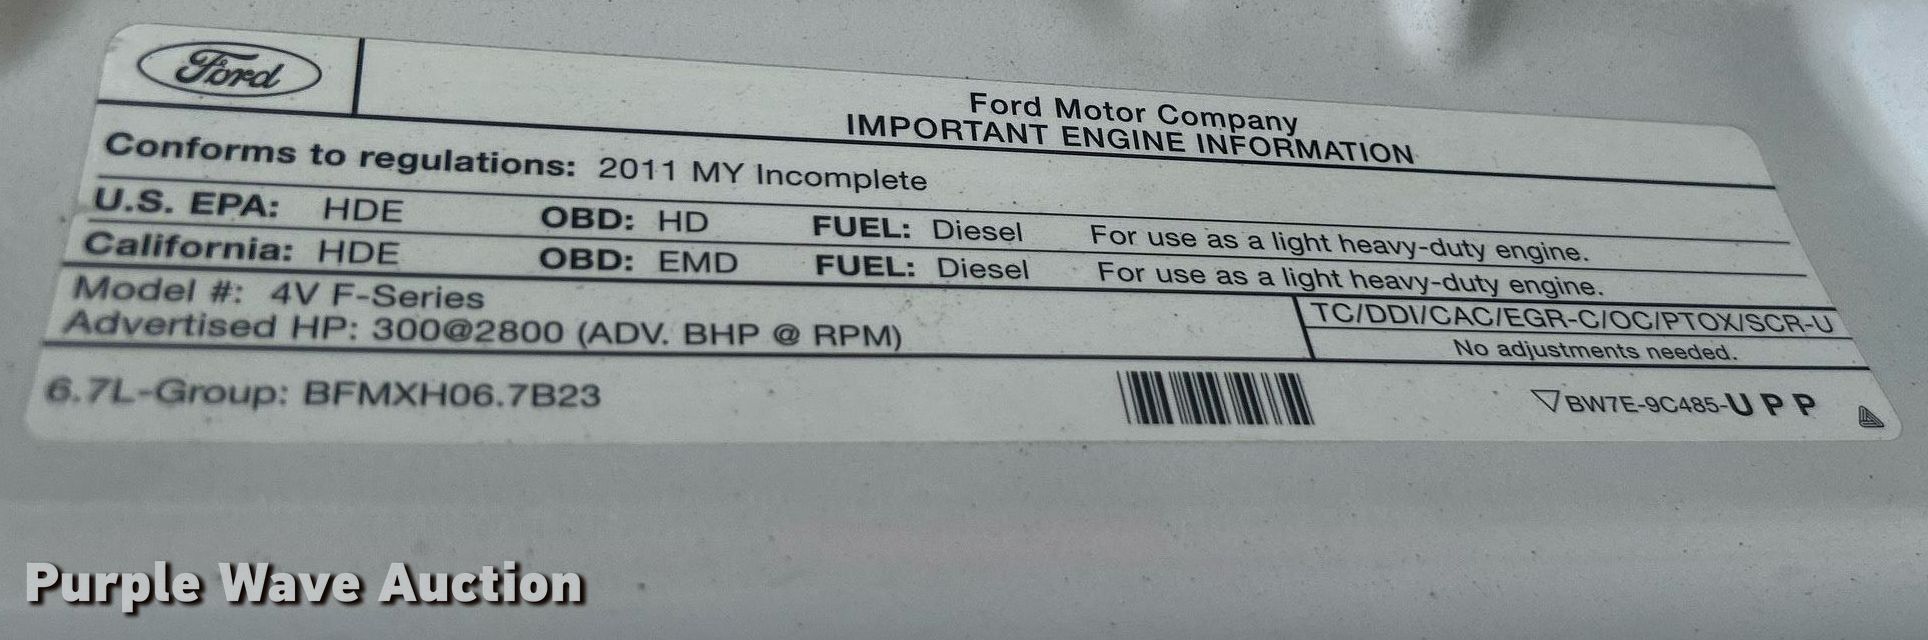 Ford
Ford Motor Company
IMPORTANT ENGINE INFORMATION
Conforms to regulations: 2011 MY Incomplete
U.S. EPA: HDE OBD: HD FUEL: Diesel For use as a light heavy-duty engine.
California: HDE OBD: EMD FUEL: Diesel For use as a light heavy-duty engine.
Model #: 4V F-Series
Advertised HP: 300@2800 (ADV. BHP @ RPM)
TC/DDI/CAC/EGR-C/OC/PTOX/SCR-U
No adjustments needed.
6.7L-Group: BFMXH06.7B23
BW7E-9C485-UPP
Purple Wave Auction